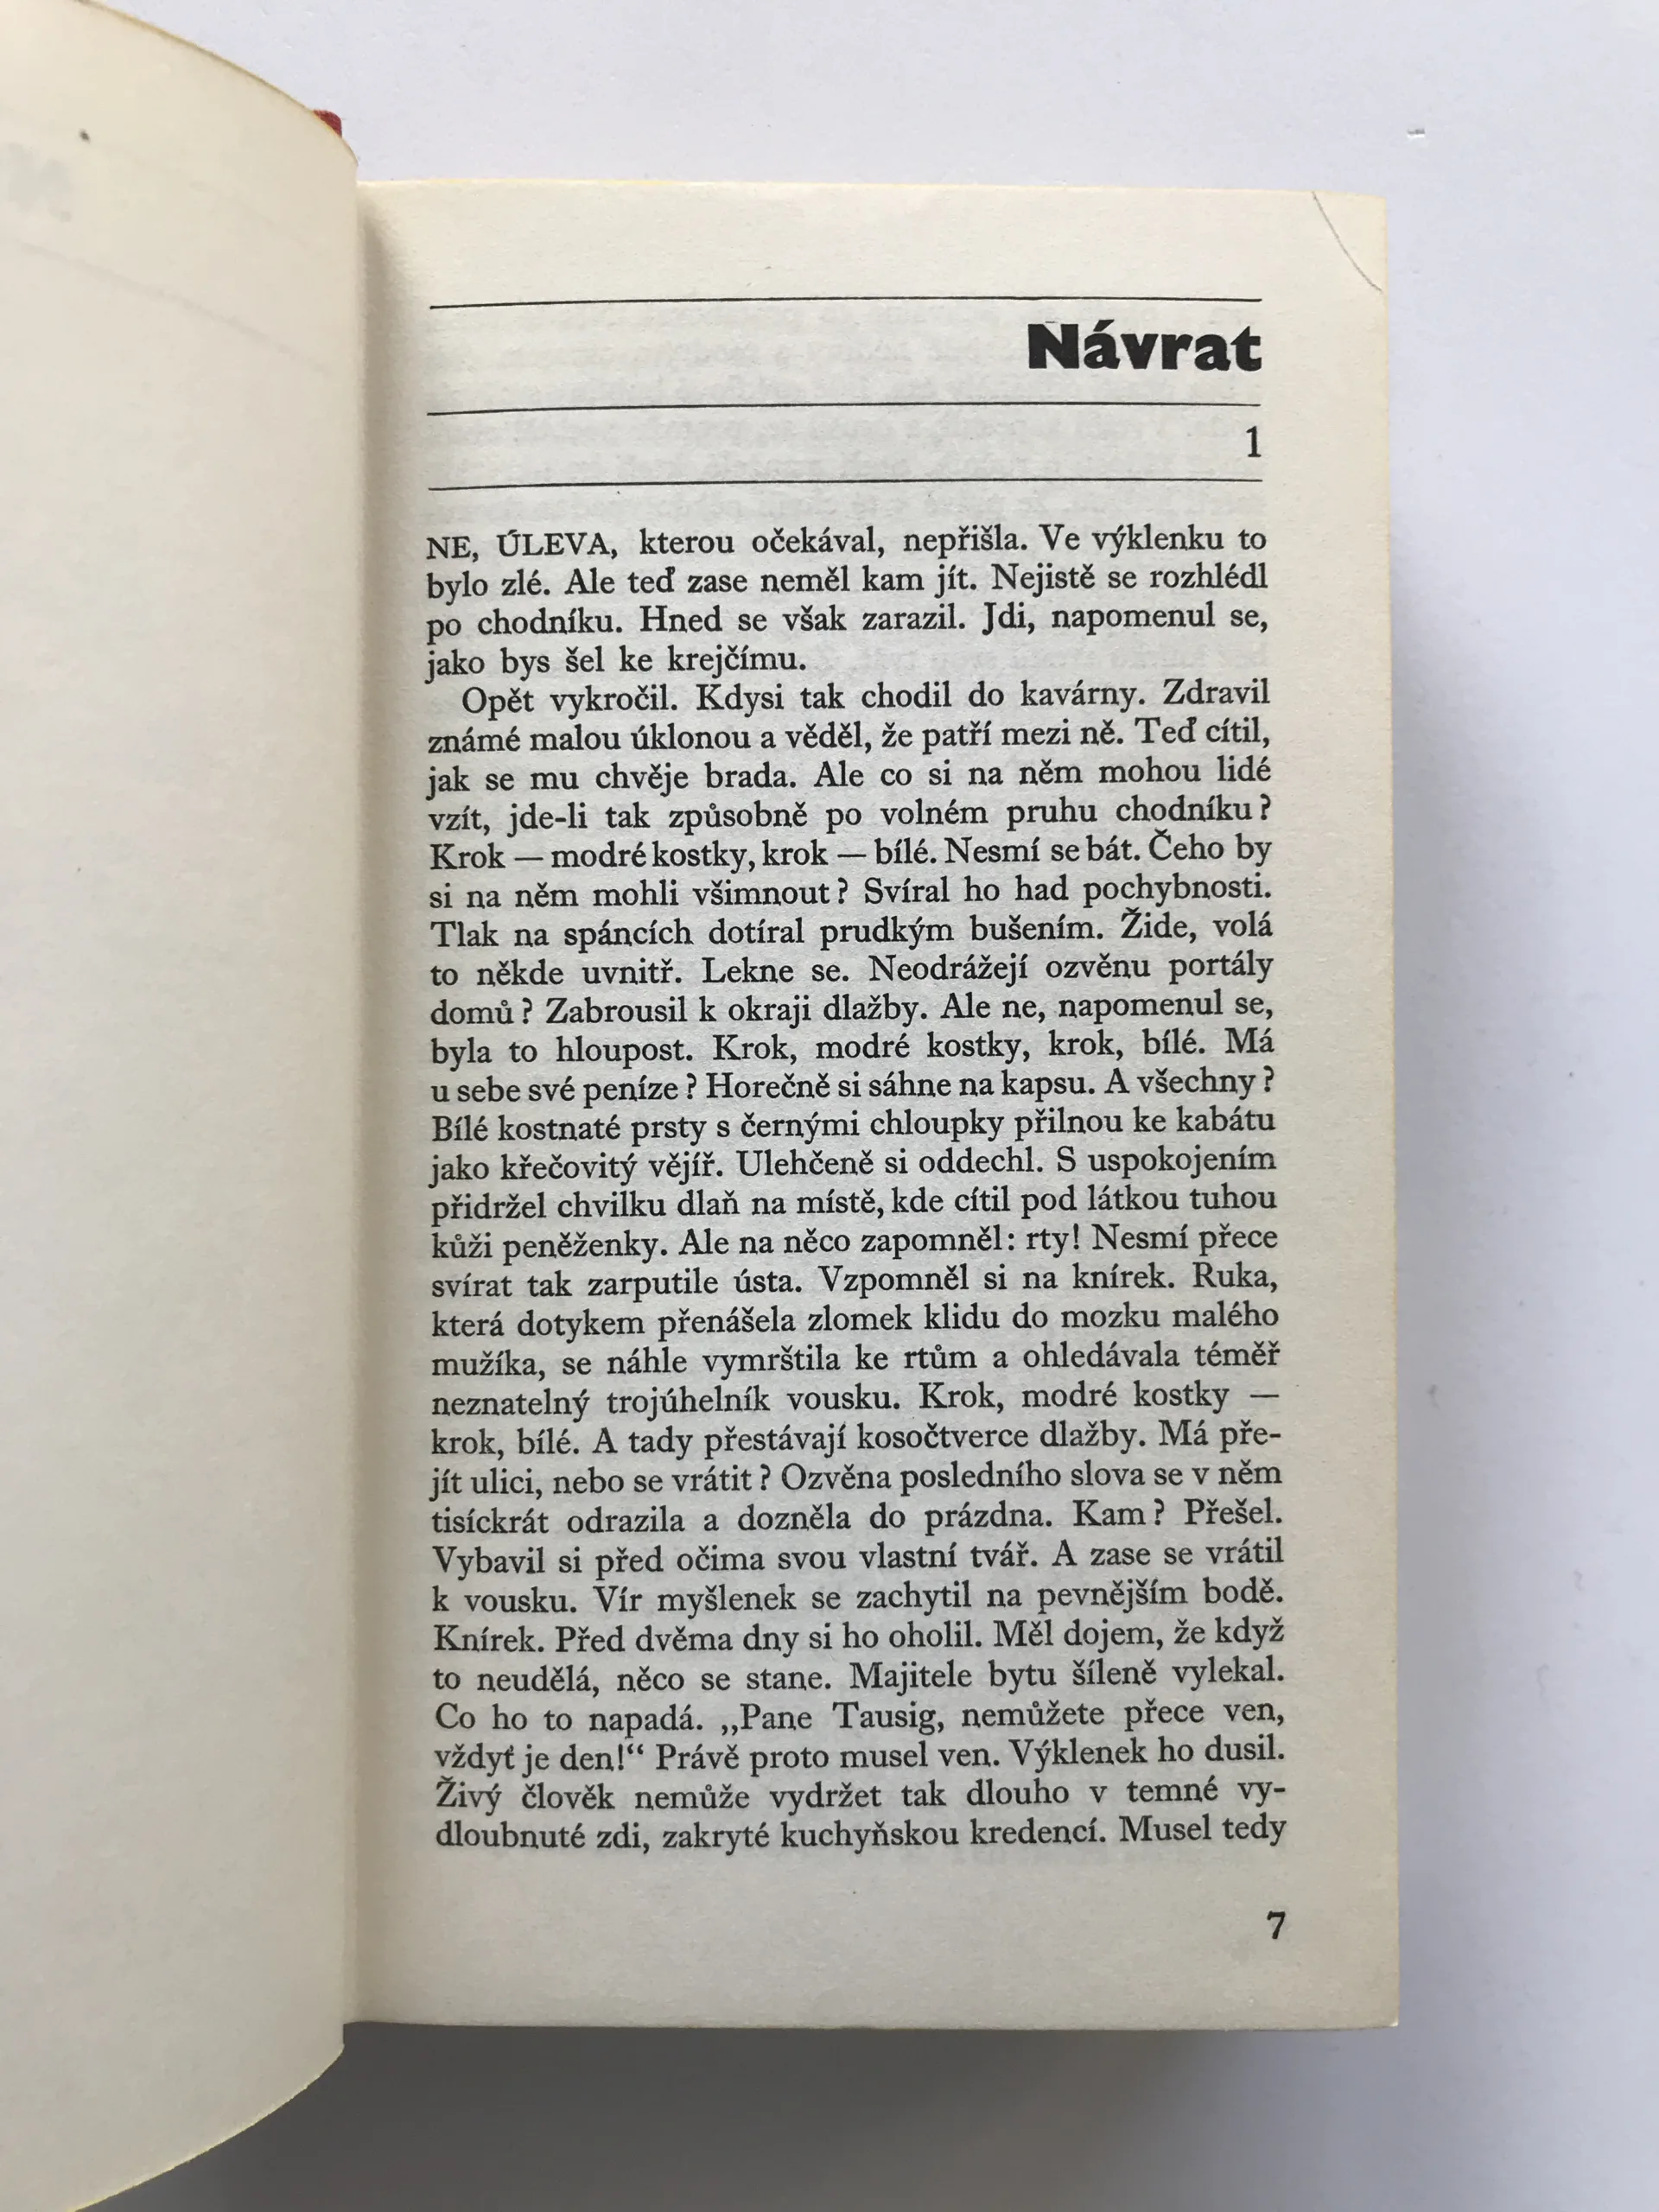 Návrat
1
NE, ÚLEVA, kterou očekával, nepřišla. Ve výklenku to
bylo zlé. Ale teď zase neměl kam jít. Nejistě se rozhlédl
po chodníku. Hned se však zarazil. Jdi, napomenul se,
jako bys šel ke krejčímu.
Opět vykročil. Kdysi tak chodil do kavárny. Zdravil
známé malou úklonou a věděl, že patří mezi ně. Teď cítil,
jak se mu chvěje brada. Ale co si na něm mohou lidé
vzít, jde-li tak způsobně po volném pruhu chodníku?
Krok — modré kostky, krok — bílé. Nesmí se bát. Čeho by
si na něm mohli všimnout? Svíral ho had pochybnosti.
Tlak na spáncích dotíral prudkým bušením. Žide, volá
to někde uvnitř. Lekne se. Neodrážejí ozvěnu portály
domů? Zabrousil k okraji dlažby. Ale ne, napomenul se,
byla to hloupost. Krok, modré kostky, krok, bílé. Má
u sebe své peníze? Horečně si sáhne na kapsu. A všechny?
Bílé kostnaté prsty s černými chloupky přilnou ke kabátu
jako křečovitý vějíř. Ulehčeně si oddechl. S uspokojením
přidržel chvilku dlaň na místě, kde cítil pod látkou tuhou
kůži peněženky. Ale na něco zapomněl: rty! Nesmí přece
svírat tak zarputile ústa. Vzpomněl si na knírek. Ruka,
která dotykem přenášela zlomek klidu do mozku malého
mužíka, se náhle vymrštila ke rtům a ohledávala téměř
neznatelný trojúhelník vousku. Krok, modré kostky —
krok, bílé. A tady přestávají kosočtverce dlažby. Má pře-
jít ulici, nebo se vrátit? Ozvěna posledního slova se v něm
tisíckrát odrazila a dozněla do prázdna. Kam? Přešel.
Vybavil si před očima svou vlastní tvář. A zase se vrátil
k vousku. Vír myšlenek se zachytil na pevnějším bodě.
Knírek. Před dvěma dny si ho oholil. Měl dojem, že když
to neudělá, něco se stane. Majitele bytu šíleně vylekal.
Co ho to napadá. „Pane Tausig, nemůžete přece ven,
vždyť je den!“ Právě proto musel ven. Výklenek ho dusil.
Živý člověk nemůže vydržet tak dlouho v temné vy-
dloubnuté zdi, zakryté kuchyňskou kredencí. Musel tedy
7